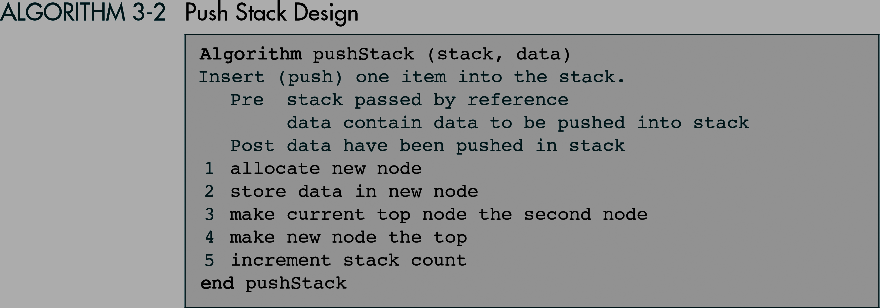 ALGORITHM 3-2 Push Stack Design
Algorithm pushStack (stack, data)
Insert (push) one item into the stack.
Pre stack passed by reference
data contain data to be pushed into stack
Post data have been pushed in stack
1 allocate new node
2 store data in new node
3 make current top node the second node
4 make new node the top
5 increment stack count
end pushStack